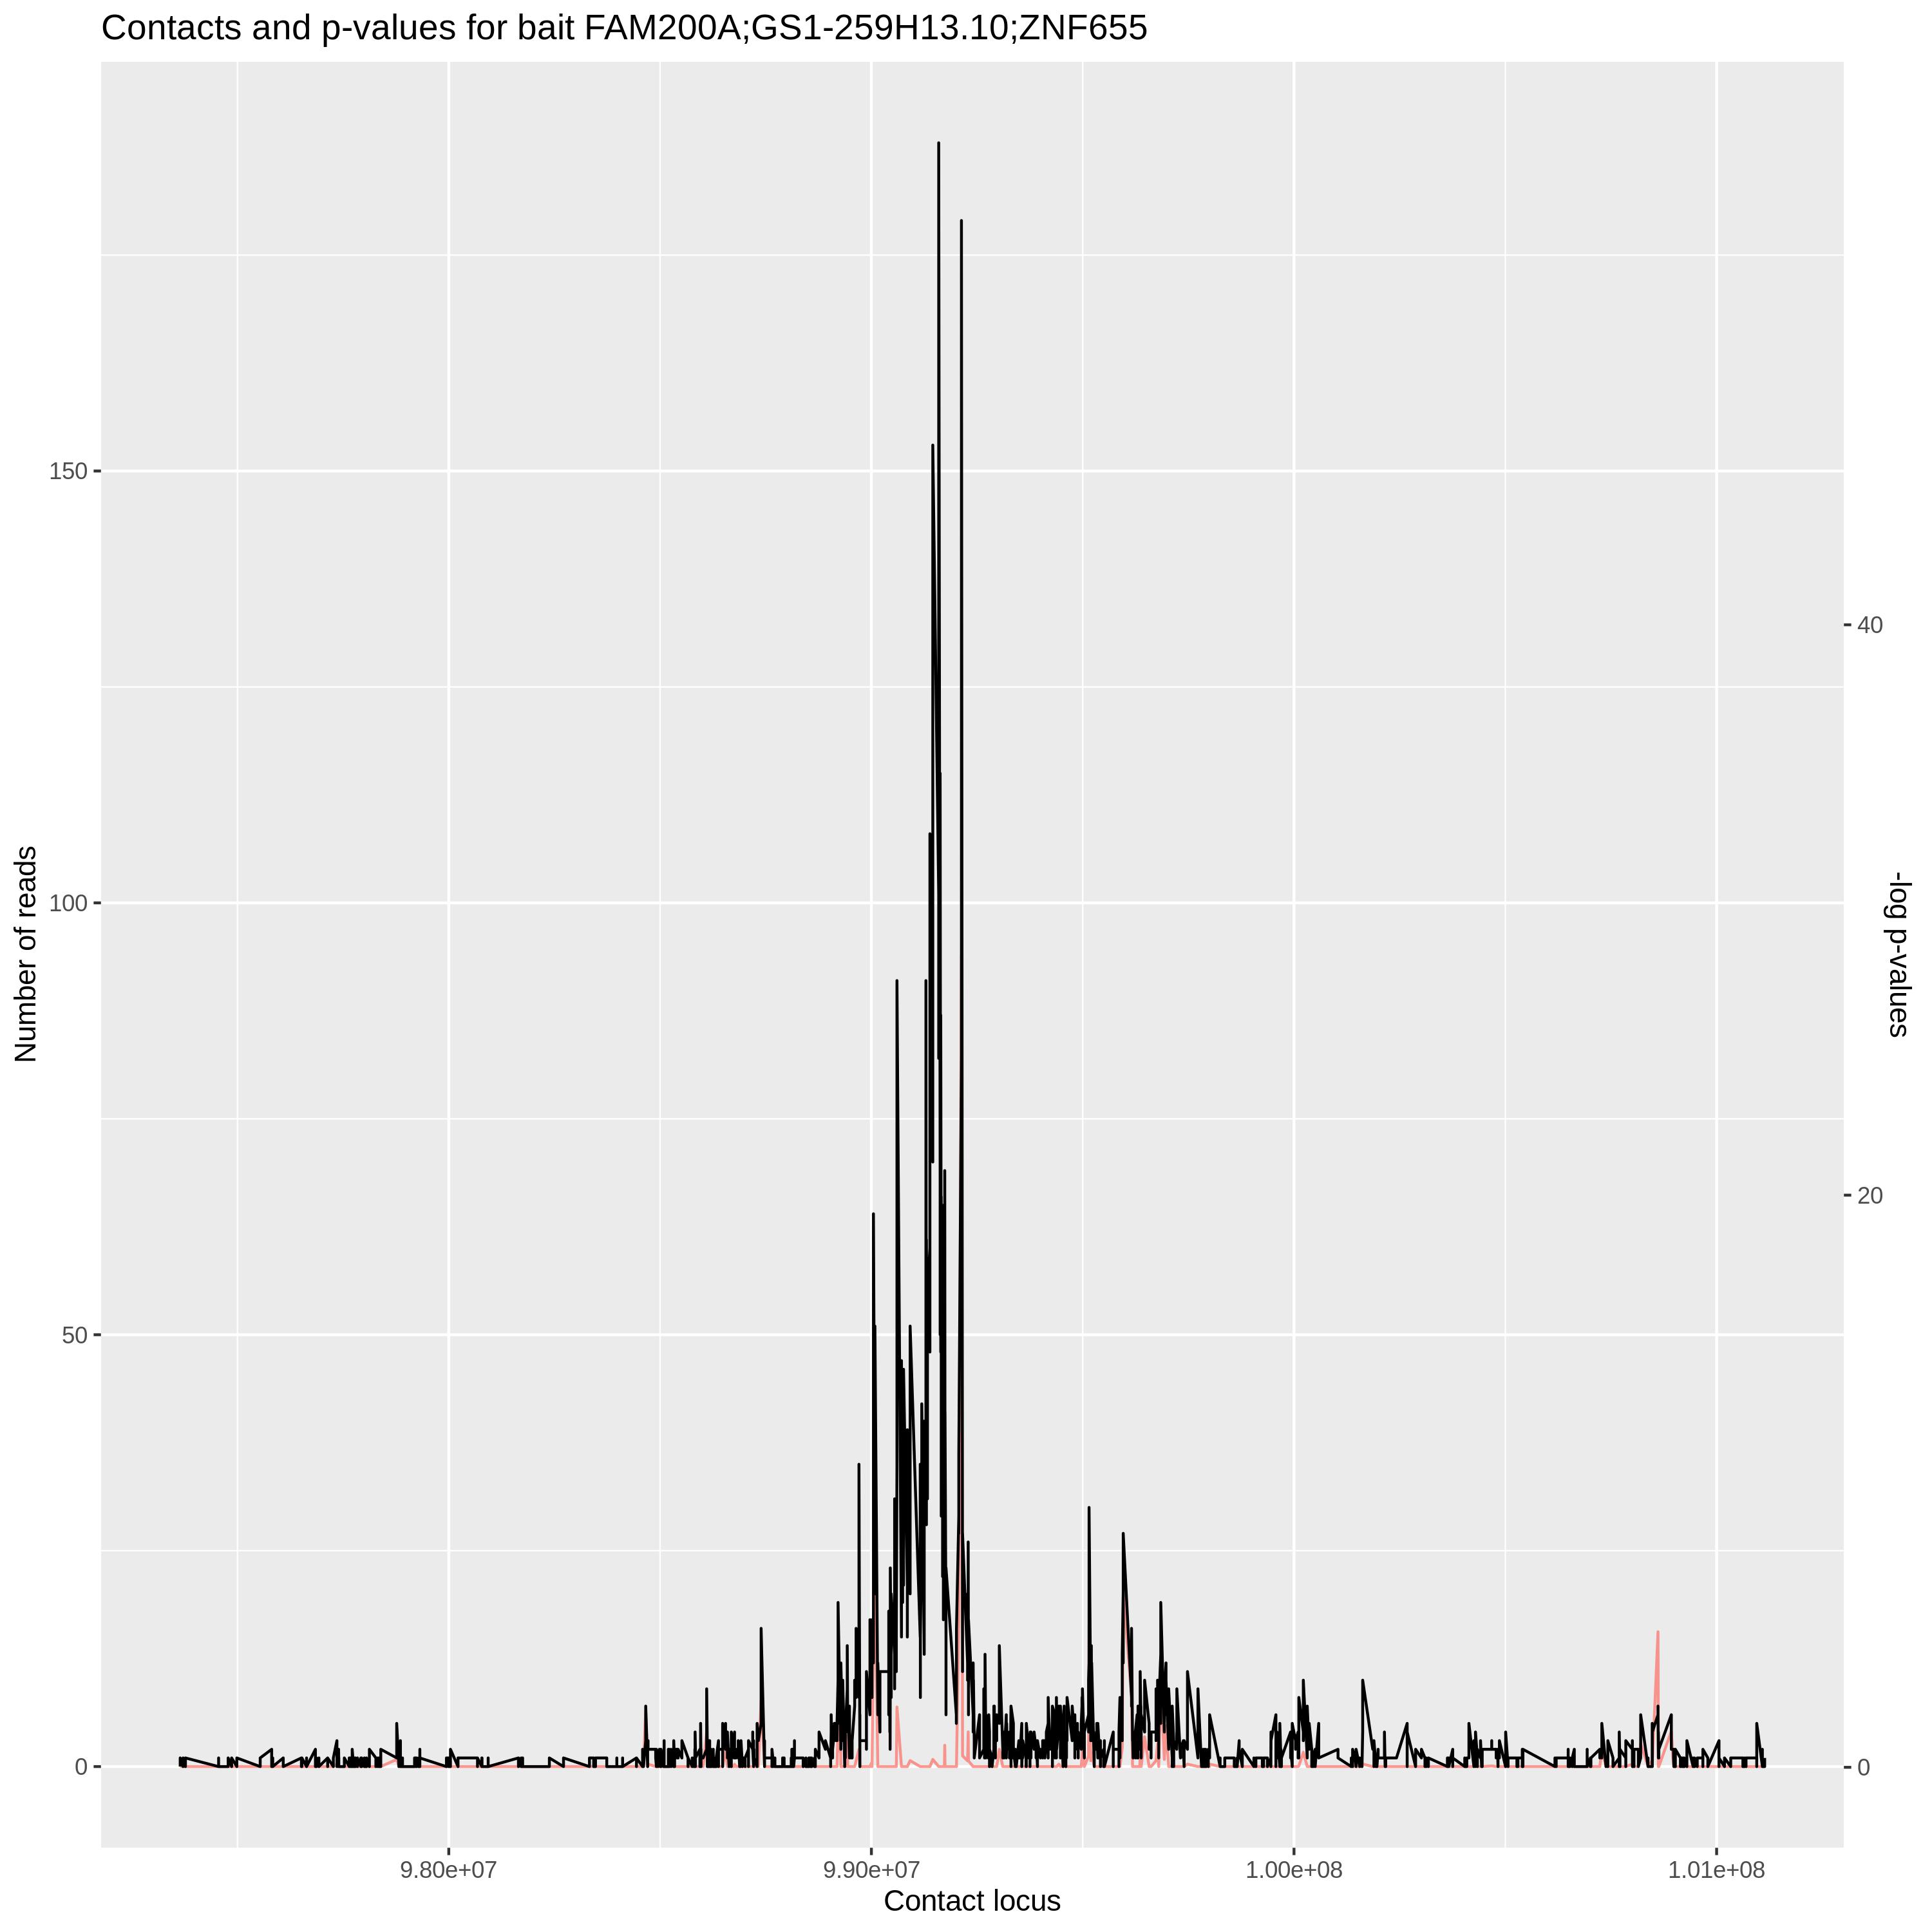 Contacts and p-values for bait FAM200A;GS1-259H13.10;ZNF655
150
100
50
0
Number of reads
40
20
0
-log p-values
9.80e+07
9.90e+07
1.00e+08
1.01e+08
Contact locus